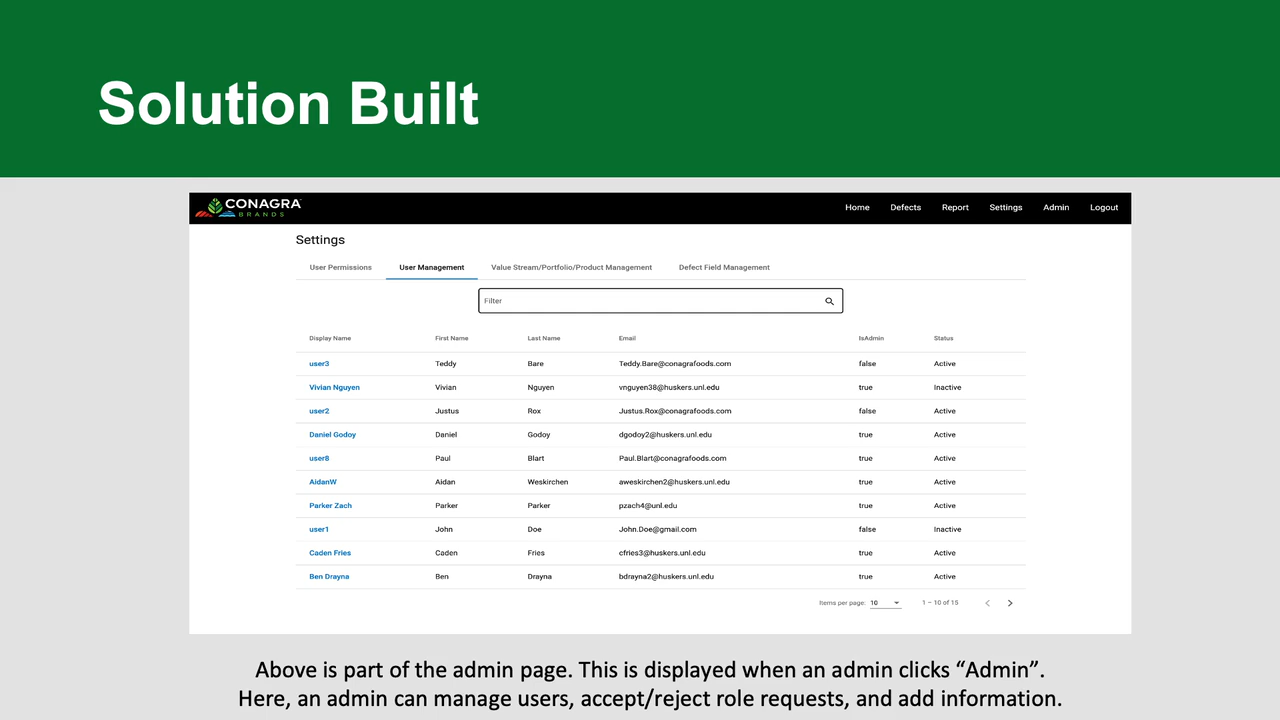 Solution Built
CONAGRA
BRANDS
Home Defects Report Settings Admin Logout
Settings
User Permissions User Management Value Stream/Portfolio/Product Management Defect Field Management
Filter
Display Name First Name Last Name Email IsAdmin Status
user3 Teddy Bare Teddy.Bare@conagrafoods.com false Active
Vivian Nguyen Vivian Nguyen vnguyen38@huskers.unl.edu true Inactive
user2 Justus Rox Justus.Rox@conagrafoods.com false Active
Daniel Godoy Daniel Godoy dgodoy2@huskers.unl.edu true Active
user8 Paul Blart Paul.Blart@conagrafoods.com true Active
AidanW Aidan Weskirchen aweskirchen2@huskers.unl.edu true Active
Parker Zach Parker Parker pzach4@unl.edu true Active
user1 John Doe John.Doe@gmail.com false Inactive
Caden Fries Caden Fries cfries3@huskers.unl.edu true Active
Ben Drayna Ben Drayna bdrayna2@huskers.unl.edu true Active
Items per page: 10 1 – 10 of 15
Above is part of the admin page. This is displayed when an admin clicks “Admin”.
Here, an admin can manage users, accept/reject role requests, and add information.